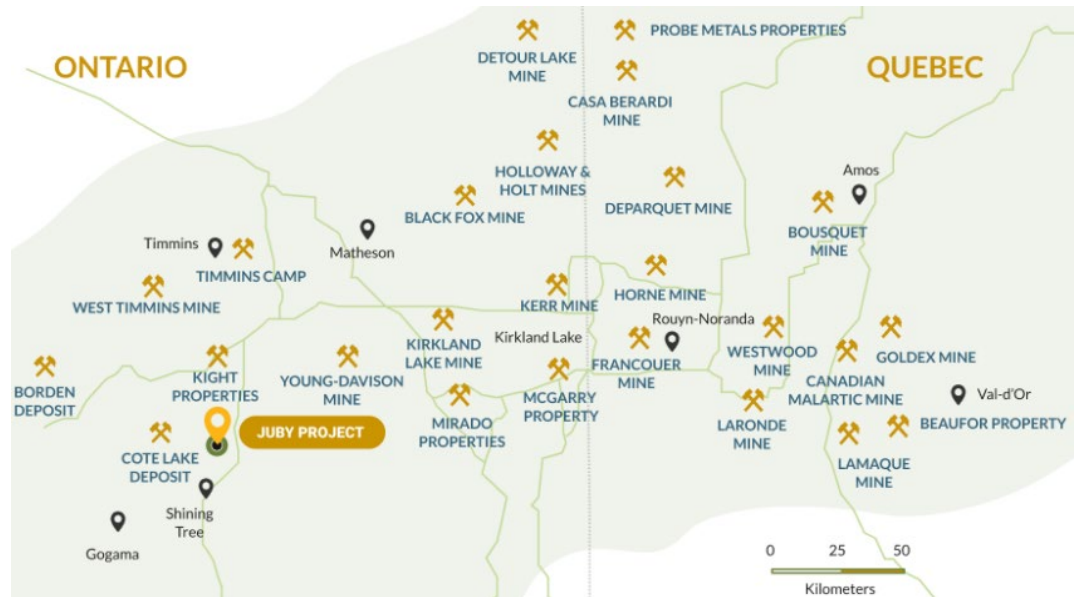 ONTARIO
QUEBEC
DETOUR LAKE
MINE
PROBE METALS PROPERTIES
CASA BERARDI
MINE
HOLLOWAY &
HOLT MINES
BLACK FOX MINE
DEPARQUET MINE
Amos
BOUSQUET
MINE
Timmins
TIMMINS CAMP
Matheson
WEST TIMMINS MINE
KERR MINE
HORNE MINE
Rouyn-Noranda
KIRKLAND
LAKE MINE
Kirkland Lake
FRANCOUER
MINE
WESTWOOD
MINE
GOLDEX MINE
BORDEN
DEPOSIT
KIGHT
PROPERTIES
YOUNG-DAVISON
MINE
MIRADO
PROPERTIES
MCGARRY
PROPERTY
CANADIAN
MALARTIC MINE
Val-d'Or
LARONDE
MINE
BEAUFOR PROPERTY
JUBY PROJECT
COTE LAKE
DEPOSIT
LAMAQUE
MINE
Shining
Tree
Gogama
0 25 50
Kilometers